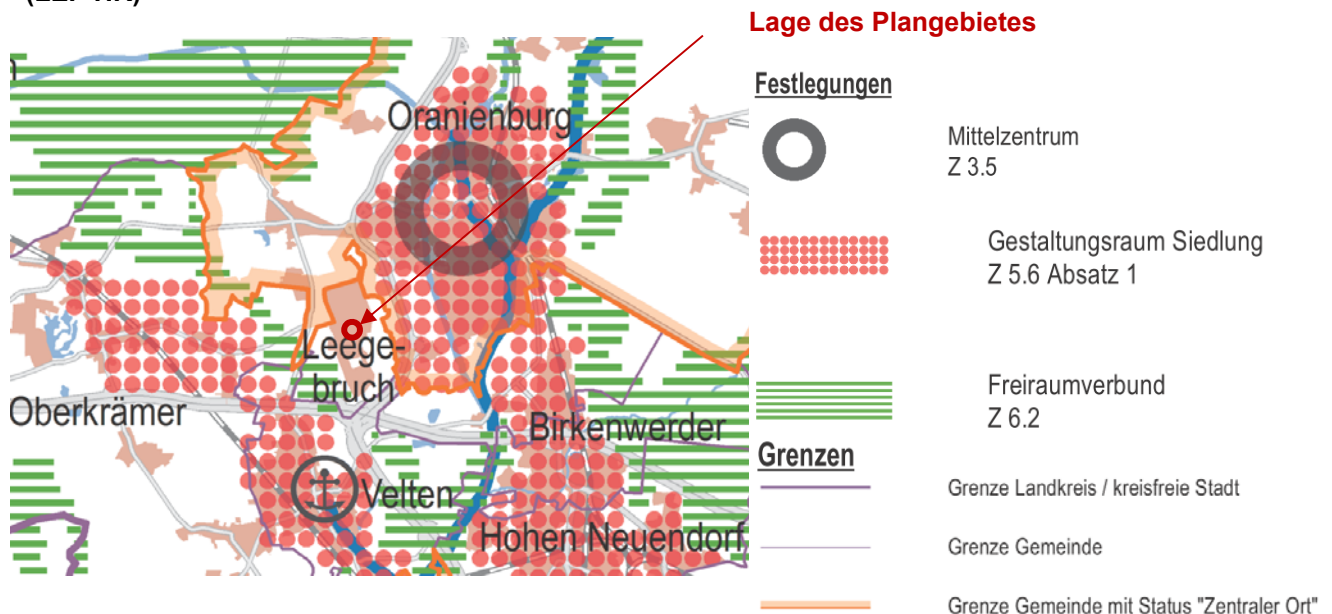 Lage des Plangebietes
Oranienburg
Leege-
bruch
Oberkrämer
Birkenwerder
Velten
Hohen Neuendorf
Festlegungen
Mittelzentrum
Z 3.5
Gestaltungsraum Siedlung
Z 5.6 Absatz 1
Freiraumverbund
Z 6.2
Grenzen
Grenze Landkreis / kreisfreie Stadt
Grenze Gemeinde
Grenze Gemeinde mit Status "Zentraler Ort"